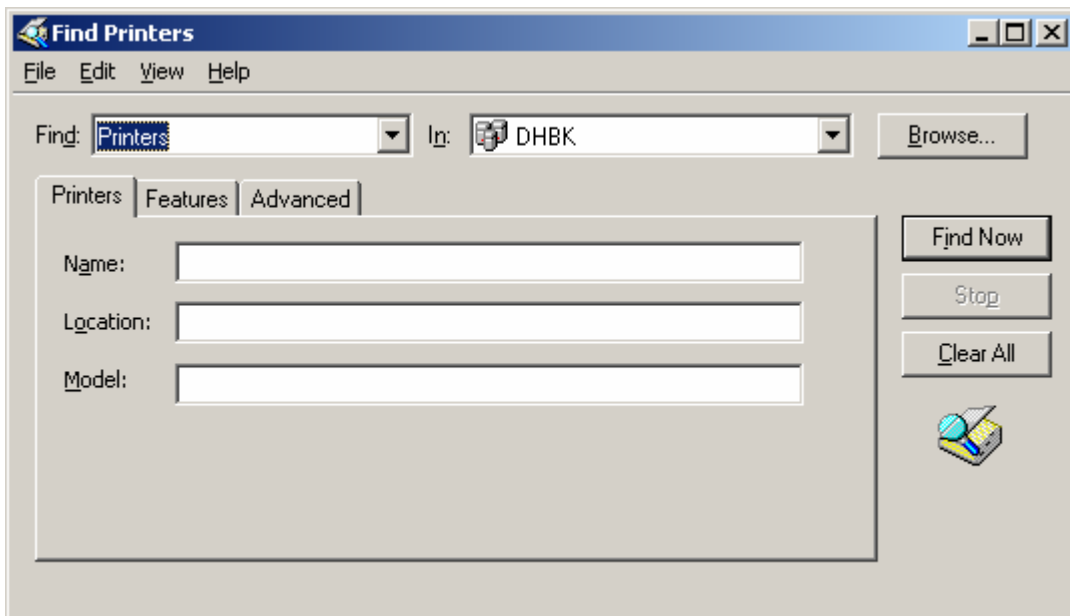 Find Printers
File Edit View Help
Find: Printers In: DHBK Browse...
Printers Features Advanced
Find Now
Name:
Stop
Location:
Clear All
Model: